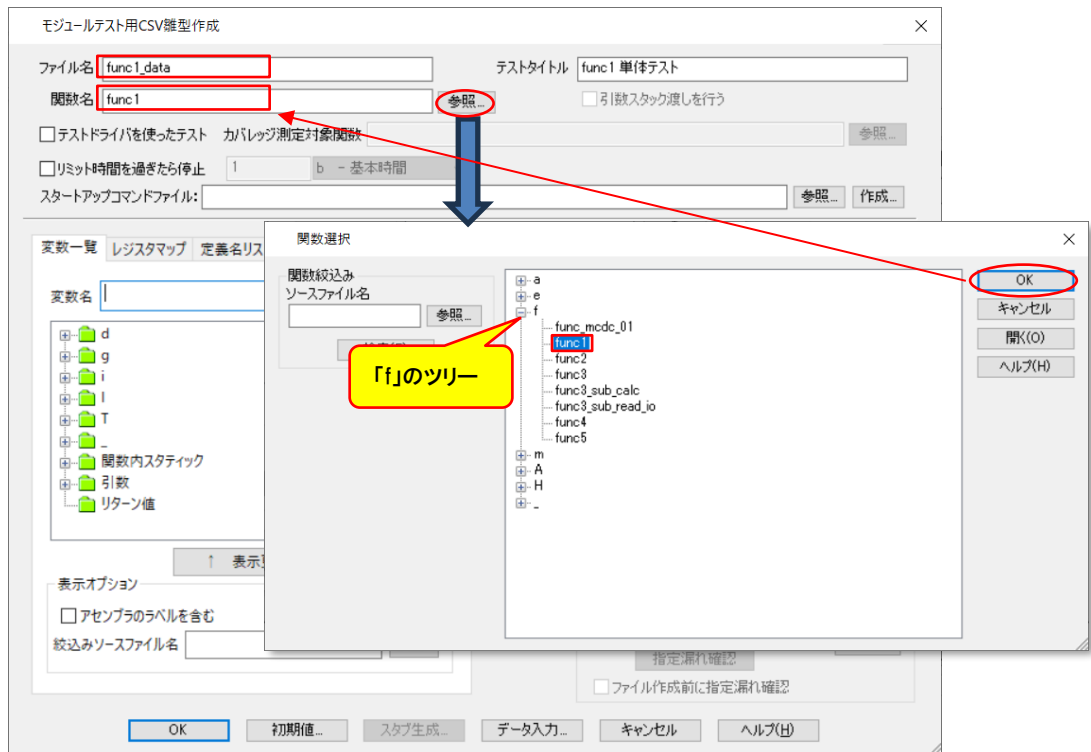 モジュールテスト用CSV雛型作成
ファイル名 func1_data テストタイトル func1 単体テスト
関数名 func1 参照... 引数スタック渡しを行う
テストドライバを使ったテスト カバレッジ測定対象関数 参照...
リミット時間を過ぎたら停止 1 b - 基本時間
スタートアップコマンドファイル: 参照... 作成...
変数一覧 レジスタマップ 定義名リス
変数名
d
g
i
l
T
_
関数内スタティック
引数
リターン値
↑ 表示
表示オプション
アセンブラのラベルを含む
絞込みソースファイル名
関数選択
関数絞込み
ソースファイル名
参照...
「f」のツリー
a
e
f
func_mcdc_01
func1
func2
func3
func3_sub_calc
func3_sub_read_io
func4
func5
m
A
H
_
OK
キャンセル
開く(O)
ヘルプ(H)
指定漏れ確認
ファイル作成前に指定漏れ確認
OK 初期値... スタブ生成... データ入力... キャンセル ヘルプ(H)